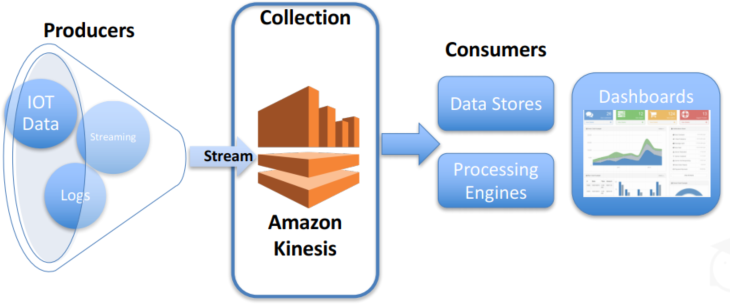 Producers
IOT
Data
Streaming
Logs
Stream
Collection
Amazon
Kinesis
Consumers
Data Stores
Processing
Engines
Dashboards